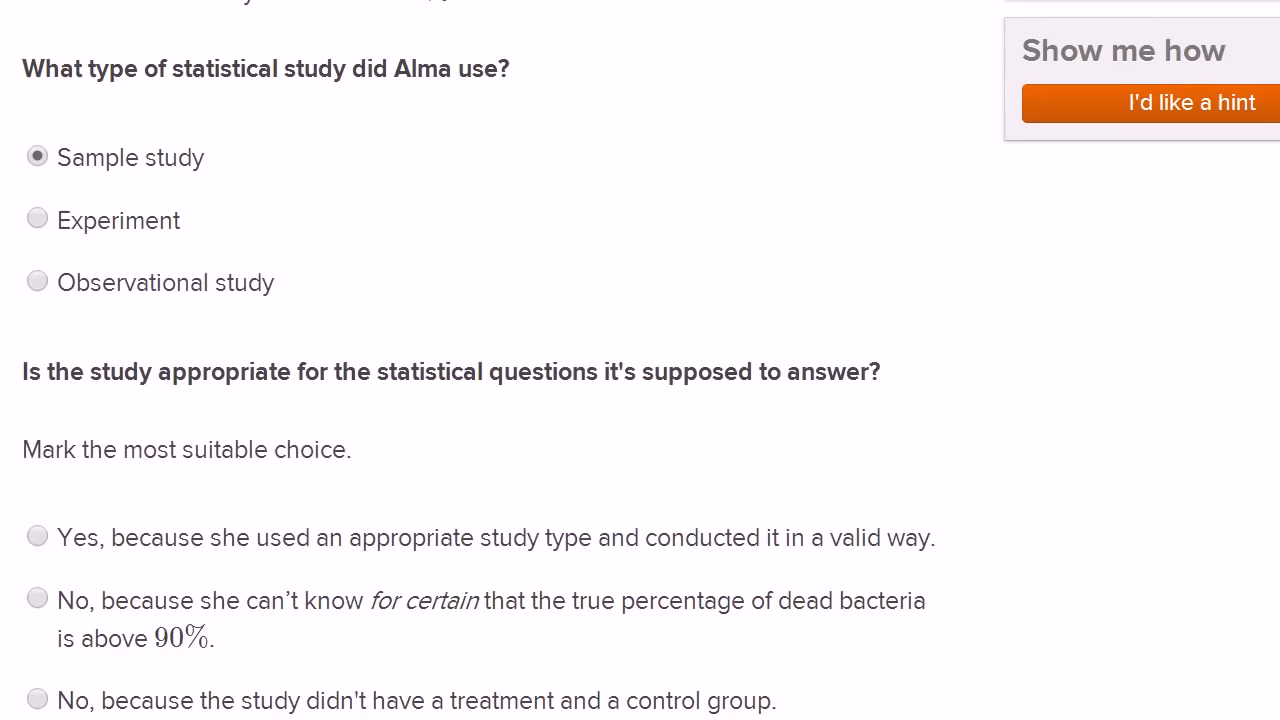 What type of statistical study did Alma use?
Show me how
I'd like a hint
Sample study
Experiment
Observational study
Is the study appropriate for the statistical questions it's supposed to answer?
Mark the most suitable choice.
Yes, because she used an appropriate study type and conducted it in a valid way.
No, because she can’t know for certain that the true percentage of dead bacteria
is above 90%.
No, because the study didn't have a treatment and a control group.